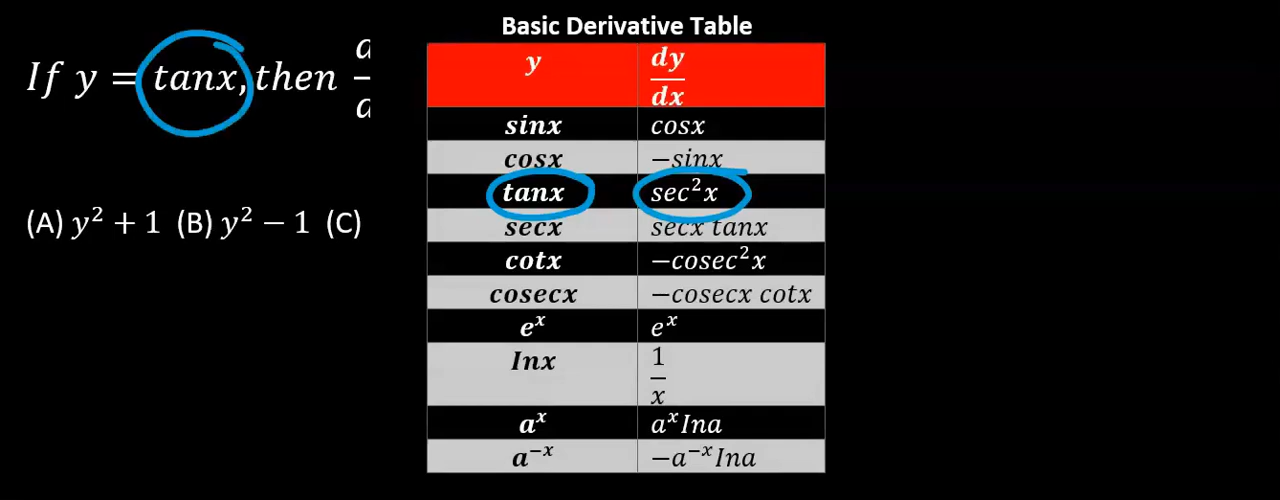 If y = tanx, then
(A) y² + 1 (B) y² − 1 (C)
Basic Derivative Table
y dy/dx
sinx cosx
cosx −sinx
tanx sec²x
secx secx tanx
cotx −cosec²x
cosecx −cosecx cotx
eˣ eˣ
Inx 1/x
aˣ aˣIna
a⁻ˣ −a⁻ˣIna